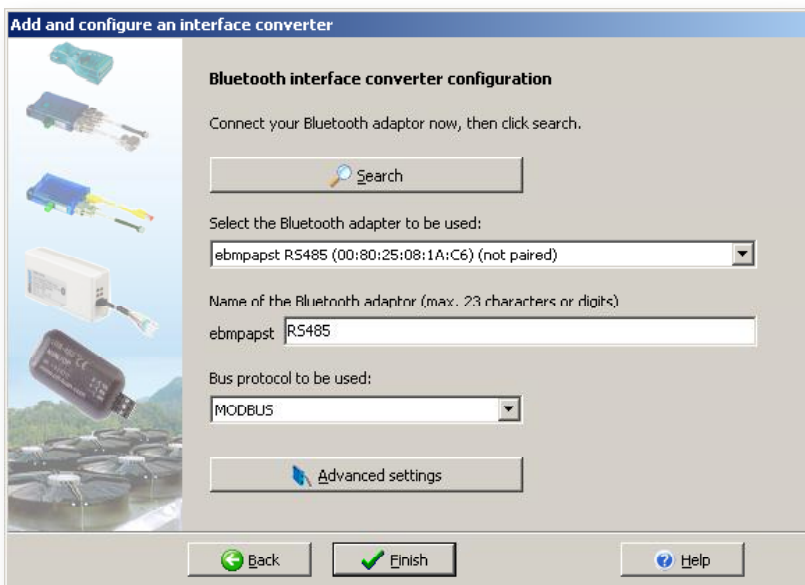 Add and configure an interface converter
Bluetooth interface converter configuration
Connect your Bluetooth adaptor now, then click search.
Search
Select the Bluetooth adapter to be used:
ebmpapst RS485 (00:80:25:08:1A:C6) (not paired)
Name of the Bluetooth adaptor (max. 23 characters or digits)
ebmpapst RS485
Bus protocol to be used:
MODBUS
Advanced settings
Back Finish Help